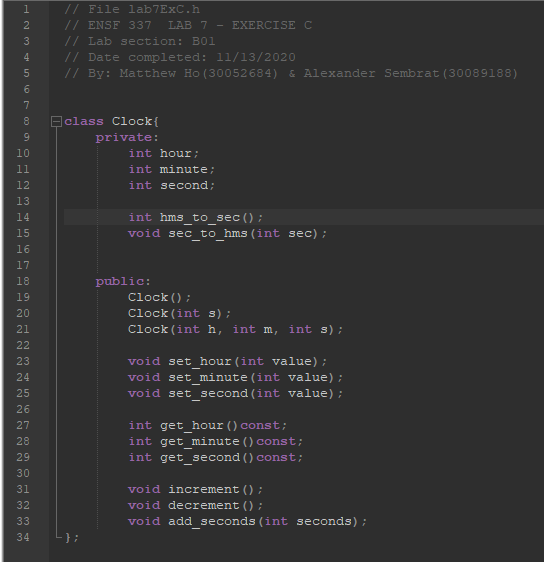 1 // File lab7ExC.h
2 // ENSF 337  LAB 7 - EXERCISE C
3 // Lab section: B01
4 // Date completed: 11/13/2020
5 // By: Matthew Ho(30052684) & Alexander Sembrat(30089188)
6
7
8 class Clock{
9     private:
10         int hour;
11         int minute;
12         int second;
13
14         int hms_to_sec();
15         void sec_to_hms(int sec);
16
17
18     public:
19         Clock();
20         Clock(int s);
21         Clock(int h, int m, int s);
22
23         void set_hour(int value);
24         void set_minute(int value);
25         void set_second(int value);
26
27         int get_hour()const;
28         int get_minute()const;
29         int get_second()const;
30
31         void increment();
32         void decrement();
33         void add_seconds(int seconds);
34 };